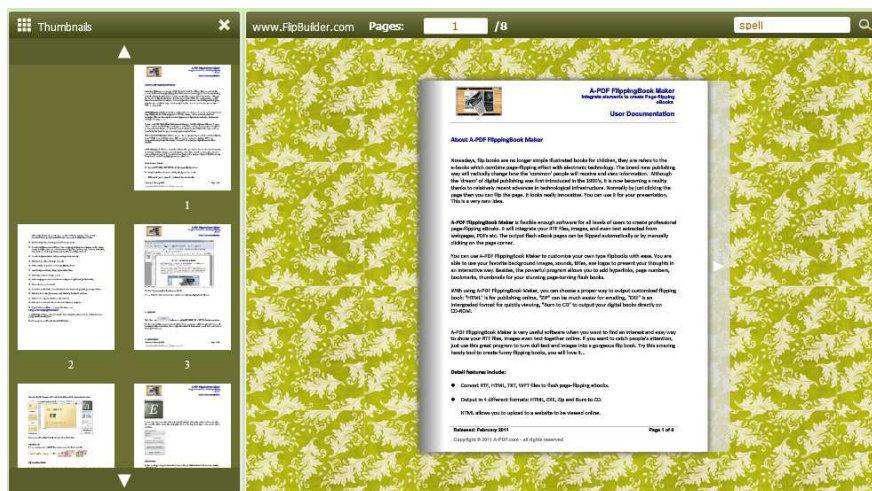 Thumbnails
www.FlipBuilder.com Pages: 1 /8 spell
1
2
3
A-PDF FlippingBook Maker
Integrate elements to create Page-flipping
eBooks
User Documentation
About A-PDF FlippingBook Maker
Nowadays, flip books are no longer simple illustrated books for children, they are refers to the
e-books which combine page-flipping effect with electronic technology. The brand new publishing
way will radically change how the 'common' people will receive and view information. Although
the 'dream' of digital publishing was first introduced in the 1990's, it is now becoming a reality
thanks to relatively recent advances in technological infrastructure. Normally by just clicking the
page then you can flip the page. It looks really innovative. You can use it for your presentation.
This is a very new idea.
A-PDF FlippingBook Maker is flexible enough software for all levels of users to create professional
page-flipping eBooks. It will integrate your RTF files, images, and even text extracted from
webpages, PDFs etc. The output flash eBook pages can be flipped automatically or by manually
clicking on the page corner.
You can use A-PDF FlippingBook Maker to customize your own type flipbooks with ease. You are
able to use your favorite background images, sounds, titles, use logos to present your thoughts in
an interactive way. Besides, the powerful program allows you to add hyperlinks, page numbers,
bookmarks, thumbnails for your stunning page-turning flash books.
With using A-PDF FlippingBook Maker, you can choose a proper way to output customized flipping
book: "HTML" is for publishing online, "ZIP" can be much easier for emailing, "EXE" is an
intergraded format for quickly viewing, "Burn to CD" to output your digital books directly on
CD-ROM.
A-PDF FlippingBook Maker is very useful software when you want to find an interest and easy way
to show your RTF files, images even text together online. If you want to catch people's attention,
just use this great program to turn dull text and images into a gorgeous flip book. Try this amazing
handy tool to create funny flipping books, you will love it...
Detail features include:
● Convert RTF, HTML, TXT, WPT files to flash page-flipping eBooks.
● Output in 4 different formats: HTML, EXE, Zip and Burn to CD.
HTML allows you to upload to a website to be viewed online.
Released: February 2011 Page 1 of 8
Copyright © 2011 A-PDF.com - all rights reserved